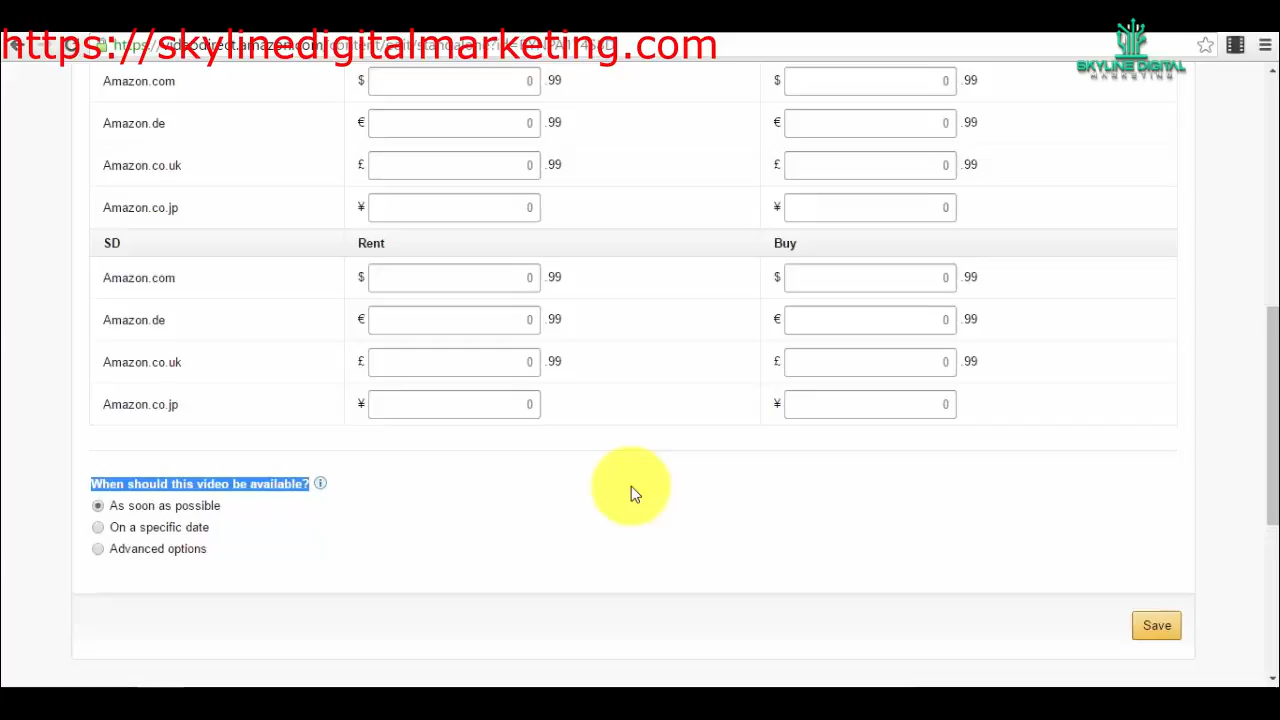 https://skylinedigitalmarketing.com
SKYLINE DIGITAL
MARKETING
Amazon.com $ 0 .99 $ 0 .99
Amazon.de € 0 .99 € 0 .99
Amazon.co.uk £ 0 .99 £ 0 .99
Amazon.co.jp ¥ 0 ¥ 0
SD Rent Buy
Amazon.com $ 0 .99 $ 0 .99
Amazon.de € 0 .99 € 0 .99
Amazon.co.uk £ 0 .99 £ 0 .99
Amazon.co.jp ¥ 0 ¥ 0
When should this video be available?
As soon as possible
On a specific date
Advanced options
Save